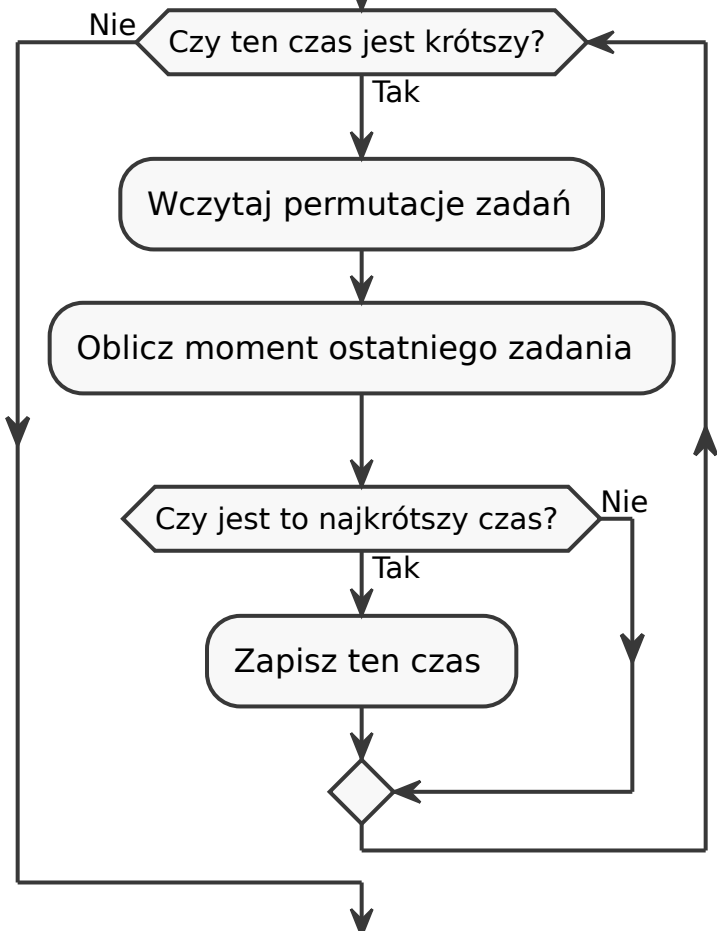 Nie
Czy ten czas jest krótszy?
Tak
Wczytaj permutacje zadań
Oblicz moment ostatniego zadania
Czy jest to najkrótszy czas?
Nie
Tak
Zapisz ten czas